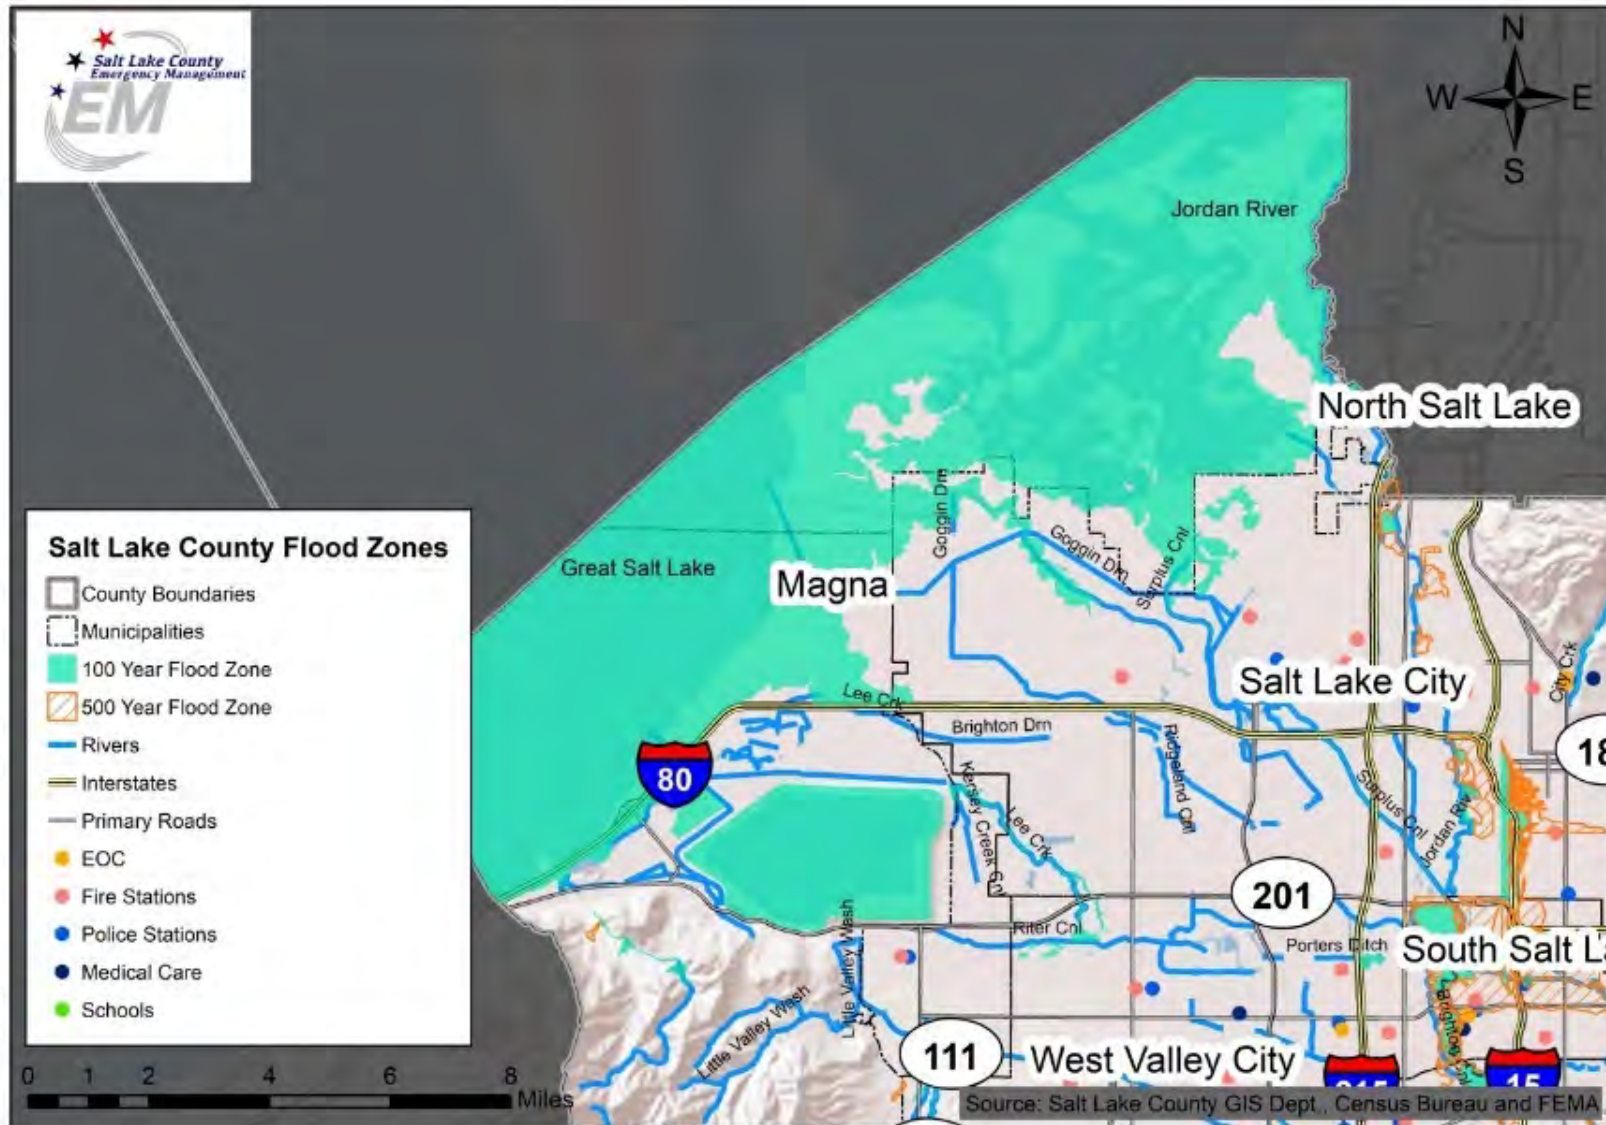 Salt Lake County
Emergency Management
EM
N
W
E
S
Jordan River
North Salt Lake
Goggin Drn
Goggin Drn
Surplus Cnl
Great Salt Lake
Magna
Salt Lake City
City Crk
Lee Crk
Brighton Drn
Ridgeland Cnl
18
80
Kersey Creek Cnl
Lee Crk
Surplus Cnl
Jordan Riv
201
Little Valley Wash
Riter Cnl
Porters Ditch
South Salt La
Little Valley Wash
111
West Valley City
215
15
Salt Lake County Flood Zones
County Boundaries
Municipalities
100 Year Flood Zone
500 Year Flood Zone
Rivers
Interstates
Primary Roads
EOC
Fire Stations
Police Stations
Medical Care
Schools
0 1 2 4 6 8
Miles
Source: Salt Lake County GIS Dept., Census Bureau and FEMA